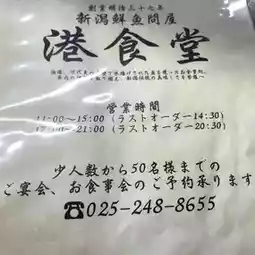 創業明治三十七年
新潟鮮魚問屋
港食堂
営業時間
11:00~15:00(ラストオーダー14:30)
17:00~21:00(ラストオーダー20:30)
少人数から50名様までの
ご宴会、お食事会のご予約承ります
☎025-248-8655